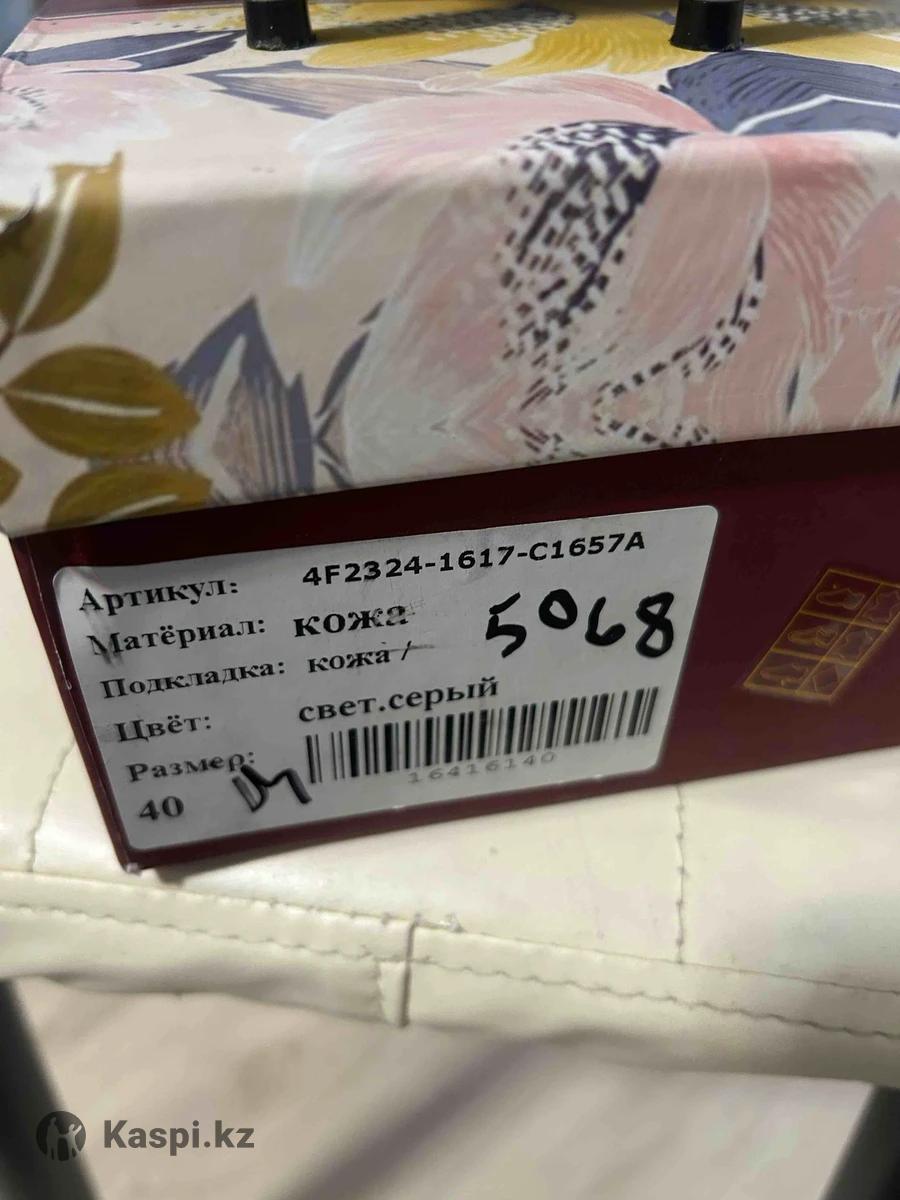 Артикул: 4F2324-1617-C1657A
Матёриал: кожа
5068
Подкладка: кожа /
Цвёт: свет.серый
Размер:
40
16416140
Kaspi.kz